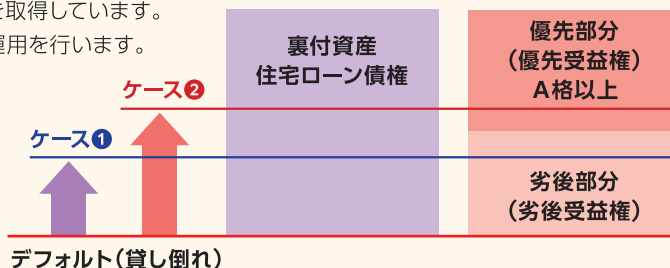 を取得しています。
運用を行います。
裏付資産
住宅ローン債権
優先部分
（優先受益権）
A格以上
ケース❷
ケース❶
劣後部分
（劣後受益権）
デフォルト（貸し倒れ）